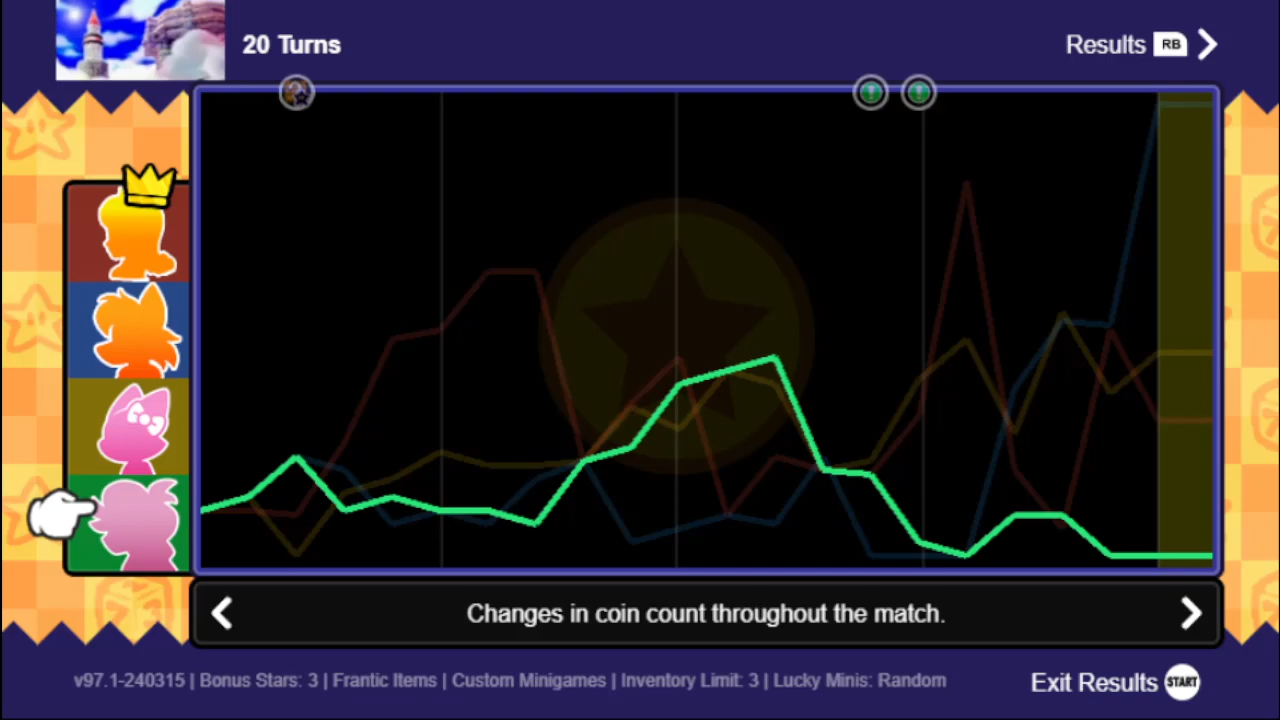 20 Turns
Results RB
Changes in coin count throughout the match.
v97.1-240315 | Bonus Stars: 3 | Frantic Items | Custom Minigames | Inventory Limit: 3 | Lucky Minis: Random
Exit Results START